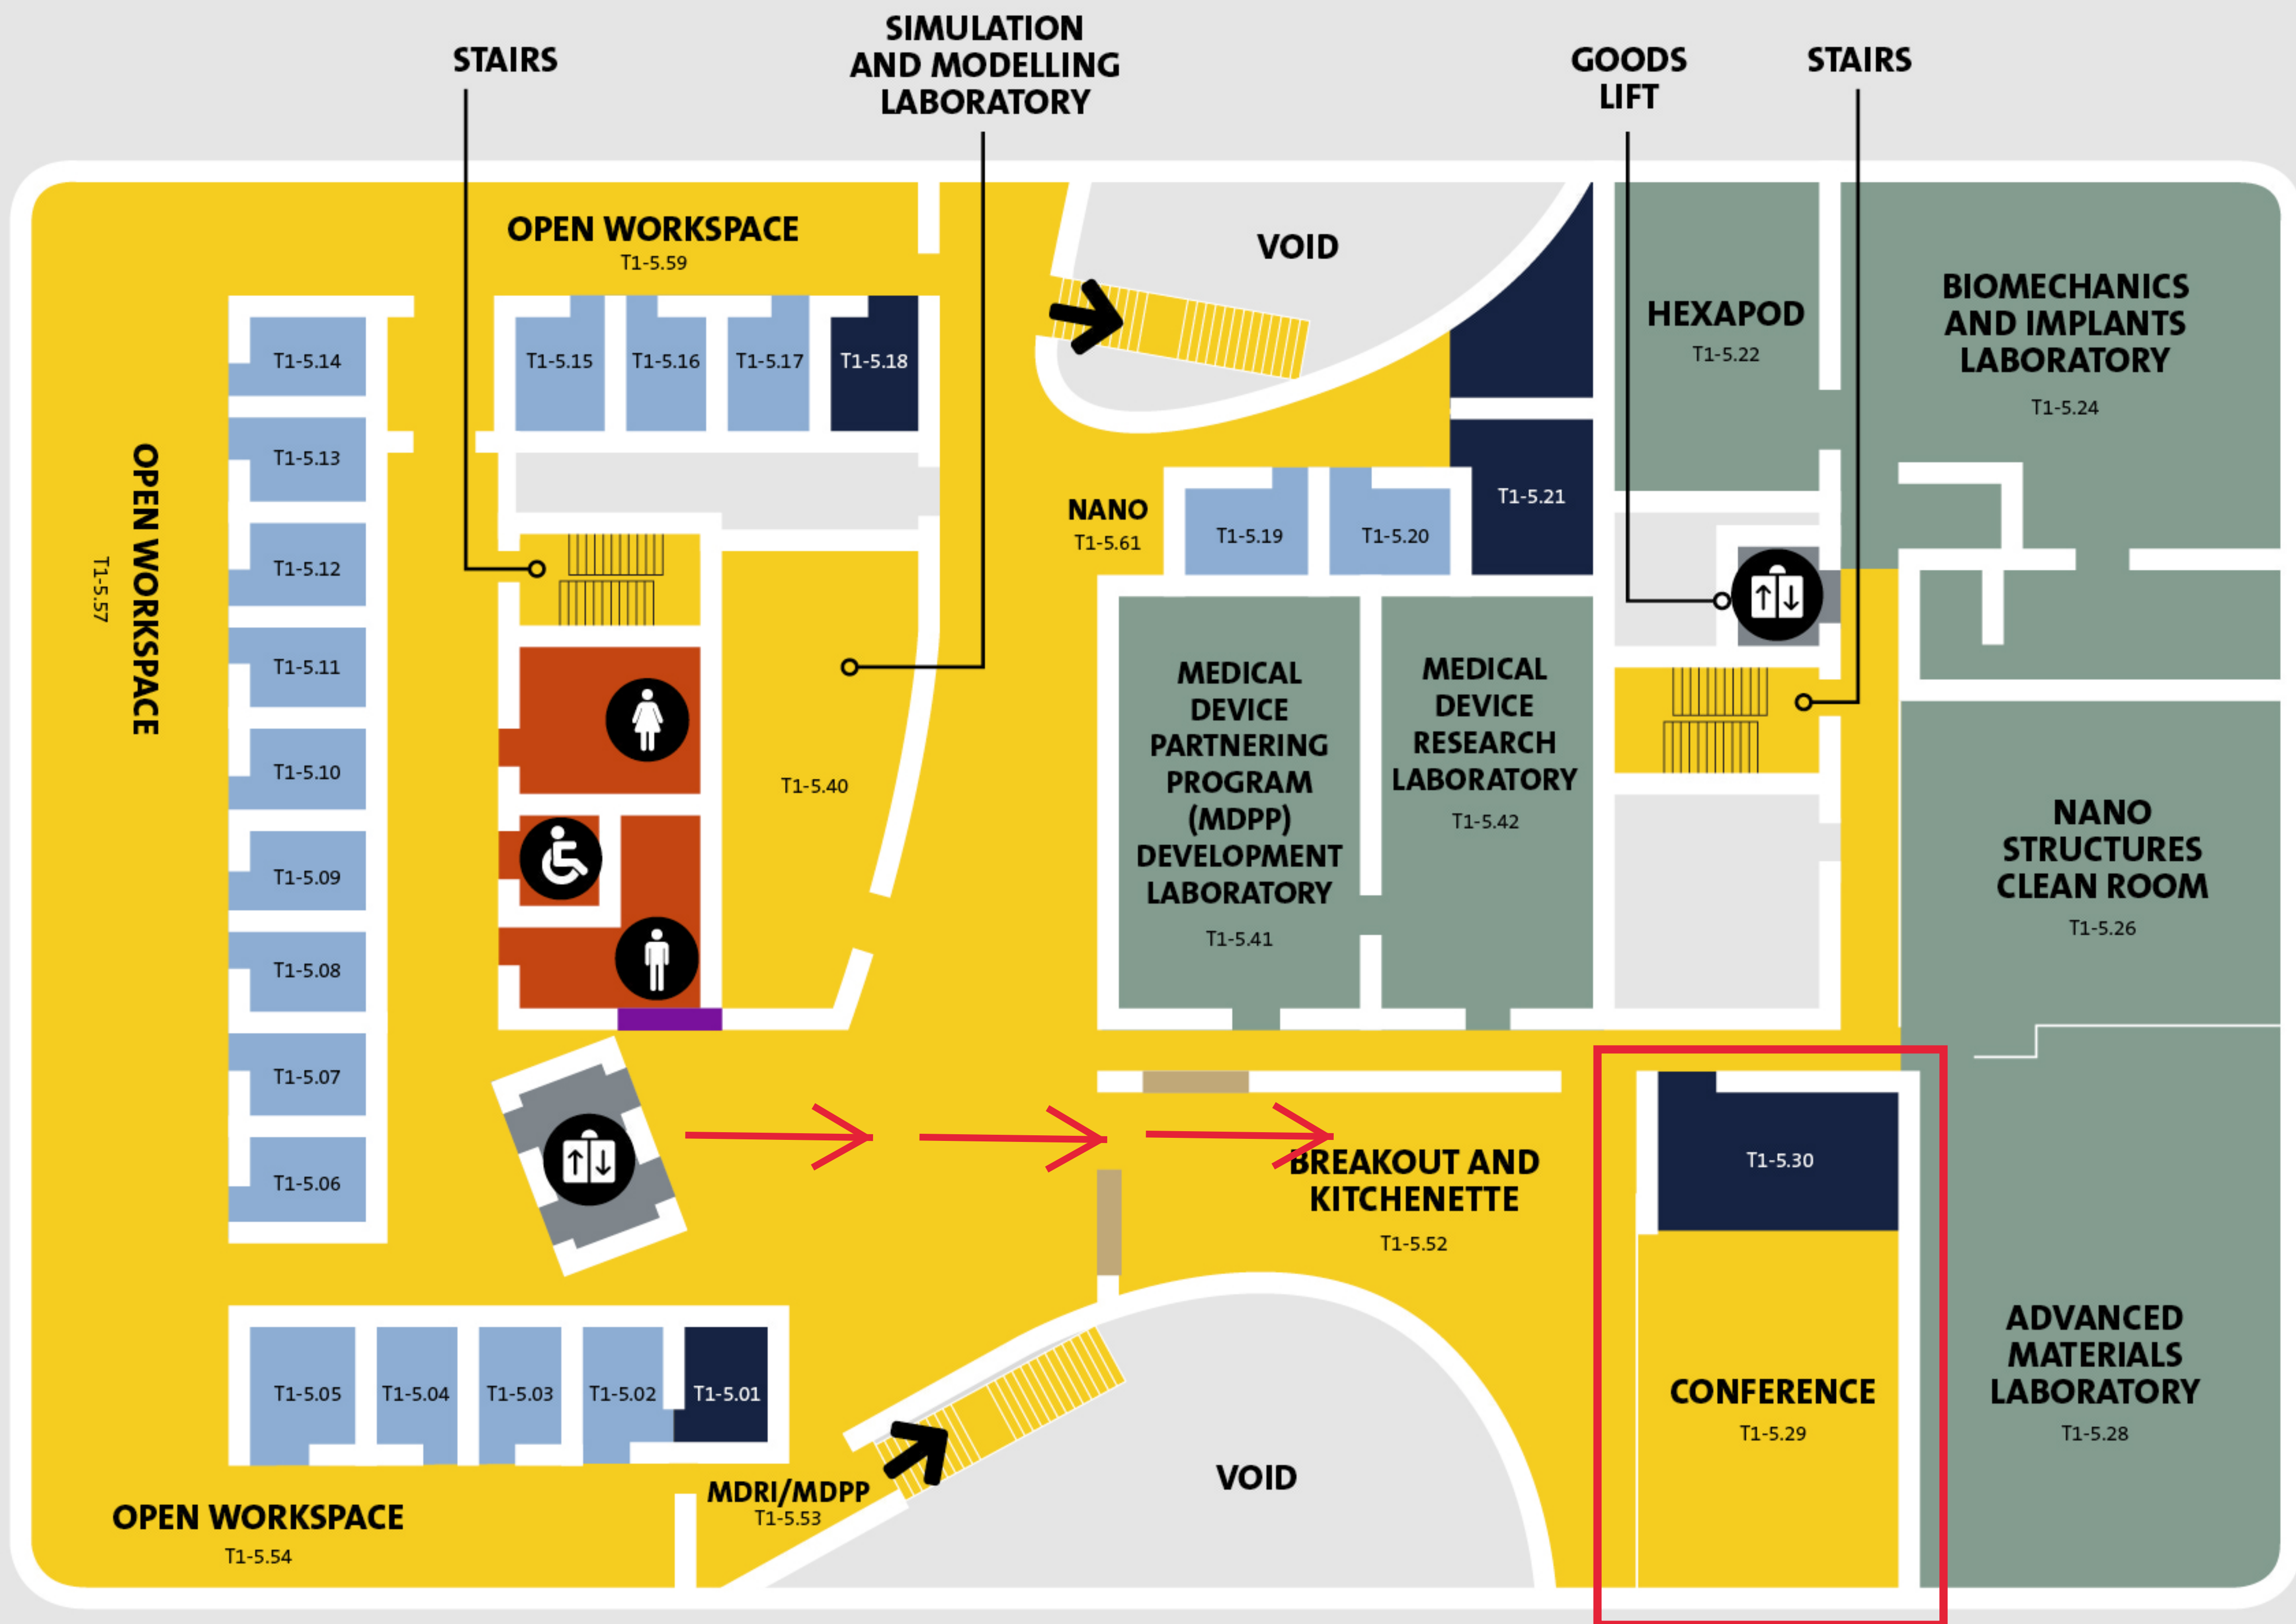 STAIRS
SIMULATION
AND MODELLING
LABORATORY
GOODS
LIFT
STAIRS
OPEN WORKSPACE
T1-5.59
VOID
HEXAPOD
T1-5.22
BIOMECHANICS
AND IMPLANTS
LABORATORY
T1-5.24
T1-5.14
T1-5.15
T1-5.16
T1-5.17
T1-5.18
T1-5.13
OPEN WORKSPACE
T1-5.57
NANO
T1-5.61
T1-5.19
T1-5.20
T1-5.21
T1-5.12
T1-5.11
T1-5.10
T1-5.09
T1-5.08
T1-5.07
T1-5.06
T1-5.40
MEDICAL
DEVICE
PARTNERING
PROGRAM
(MDPP)
DEVELOPMENT
LABORATORY
T1-5.41
MEDICAL
DEVICE
RESEARCH
LABORATORY
T1-5.42
NANO
STRUCTURES
CLEAN ROOM
T1-5.26
BREAKOUT AND
KITCHENETTE
T1-5.52
T1-5.30
CONFERENCE
T1-5.29
ADVANCED
MATERIALS
LABORATORY
T1-5.28
T1-5.05
T1-5.04
T1-5.03
T1-5.02
T1-5.01
MDRI/MDPP
T1-5.53
VOID
OPEN WORKSPACE
T1-5.54